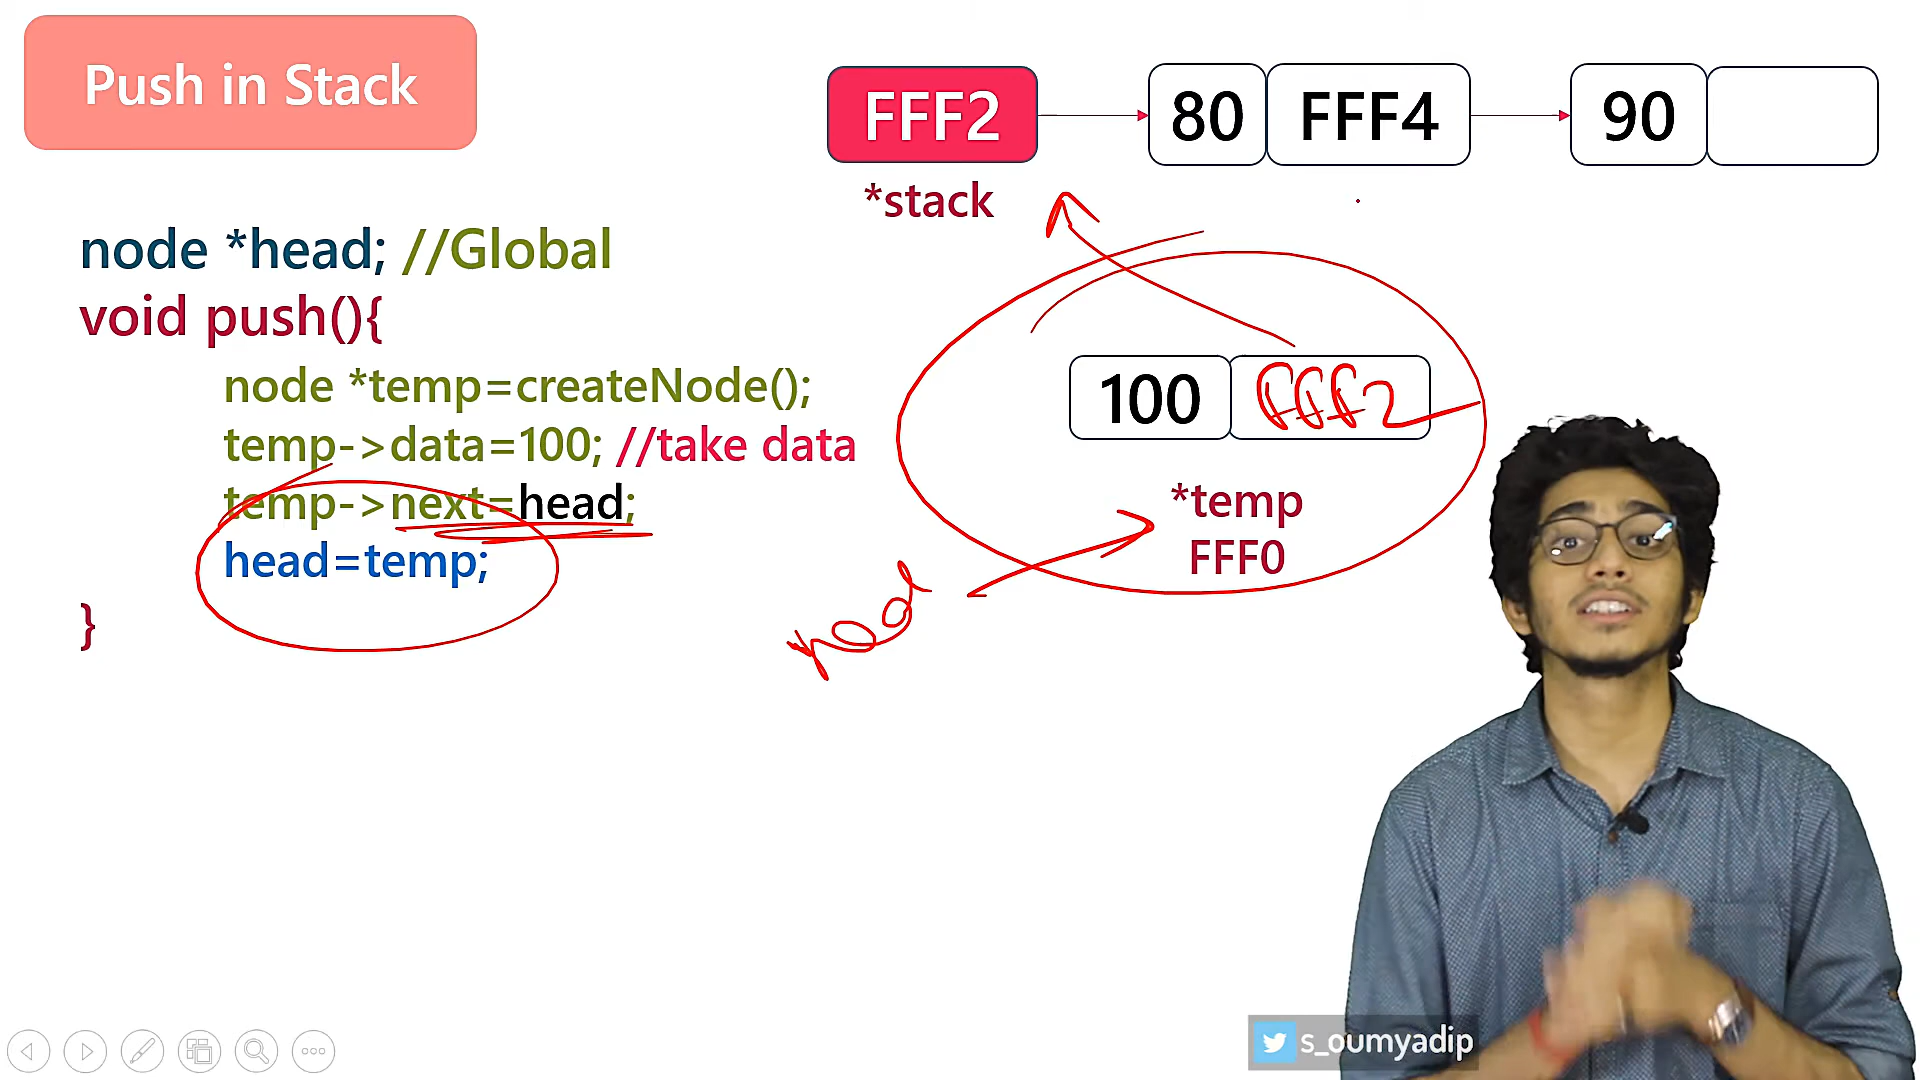 Push in Stack
FFF2
80 FFF4
90
*stack
node *head; //Global
void push(){
node *temp=createNode();
temp->data=100; //take data
temp->next=head;
head=temp;
}
100 fff2
*temp
FFF0
s_oumyadip